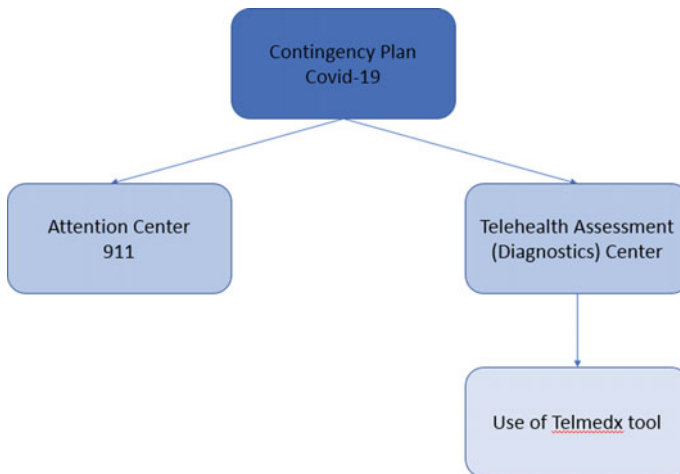 Contingency Plan
Covid-19
Attention Center
911
Telehealth Assessment
(Diagnostics) Center
Use of Telmedx tool